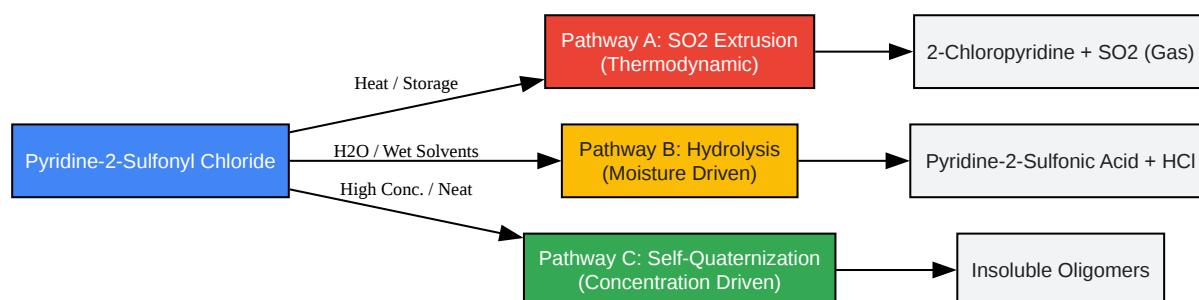 Pyridine-2-Sulfonyl Chloride
Heat / Storage
Pathway A: SO2 Extrusion
(Thermodynamic)
2-Chloropyridine + SO2 (Gas)
H2O / Wet Solvents
Pathway B: Hydrolysis
(Moisture Driven)
Pyridine-2-Sulfonic Acid + HCl
High Conc. / Neat
Pathway C: Self-Quaternization
(Concentration Driven)
Insoluble Oligomers